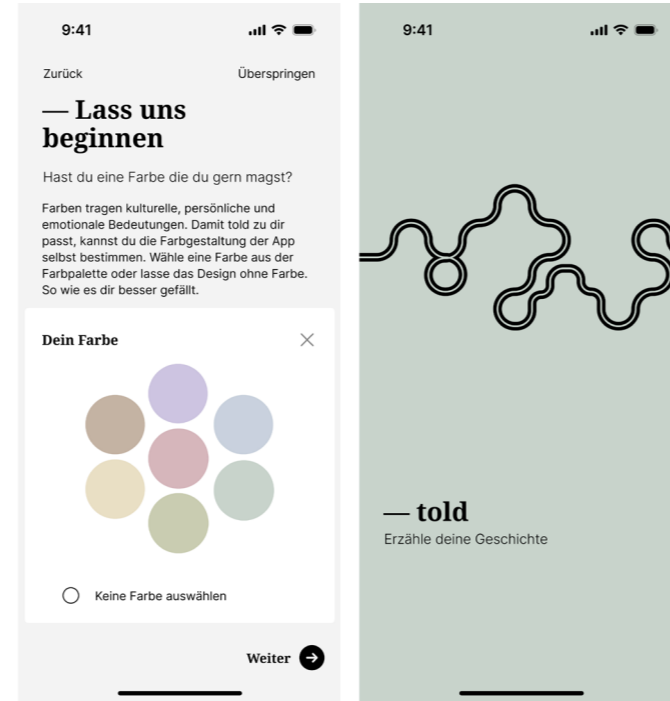 9:41
Zurück
Überspringen
— Lass uns
beginnen
Hast du eine Farbe die du gern magst?
Farben tragen kulturelle, persönliche und
emotionale Bedeutungen. Damit told zu dir
passt, kannst du die Farbgestaltung der App
selbst bestimmen. Wähle eine Farbe aus der
Farbpalette oder lasse das Design ohne Farbe.
So wie es dir besser gefällt.
Dein Farbe
Keine Farbe auswählen
Weiter
9:41
— told
Erzähle deine Geschichte